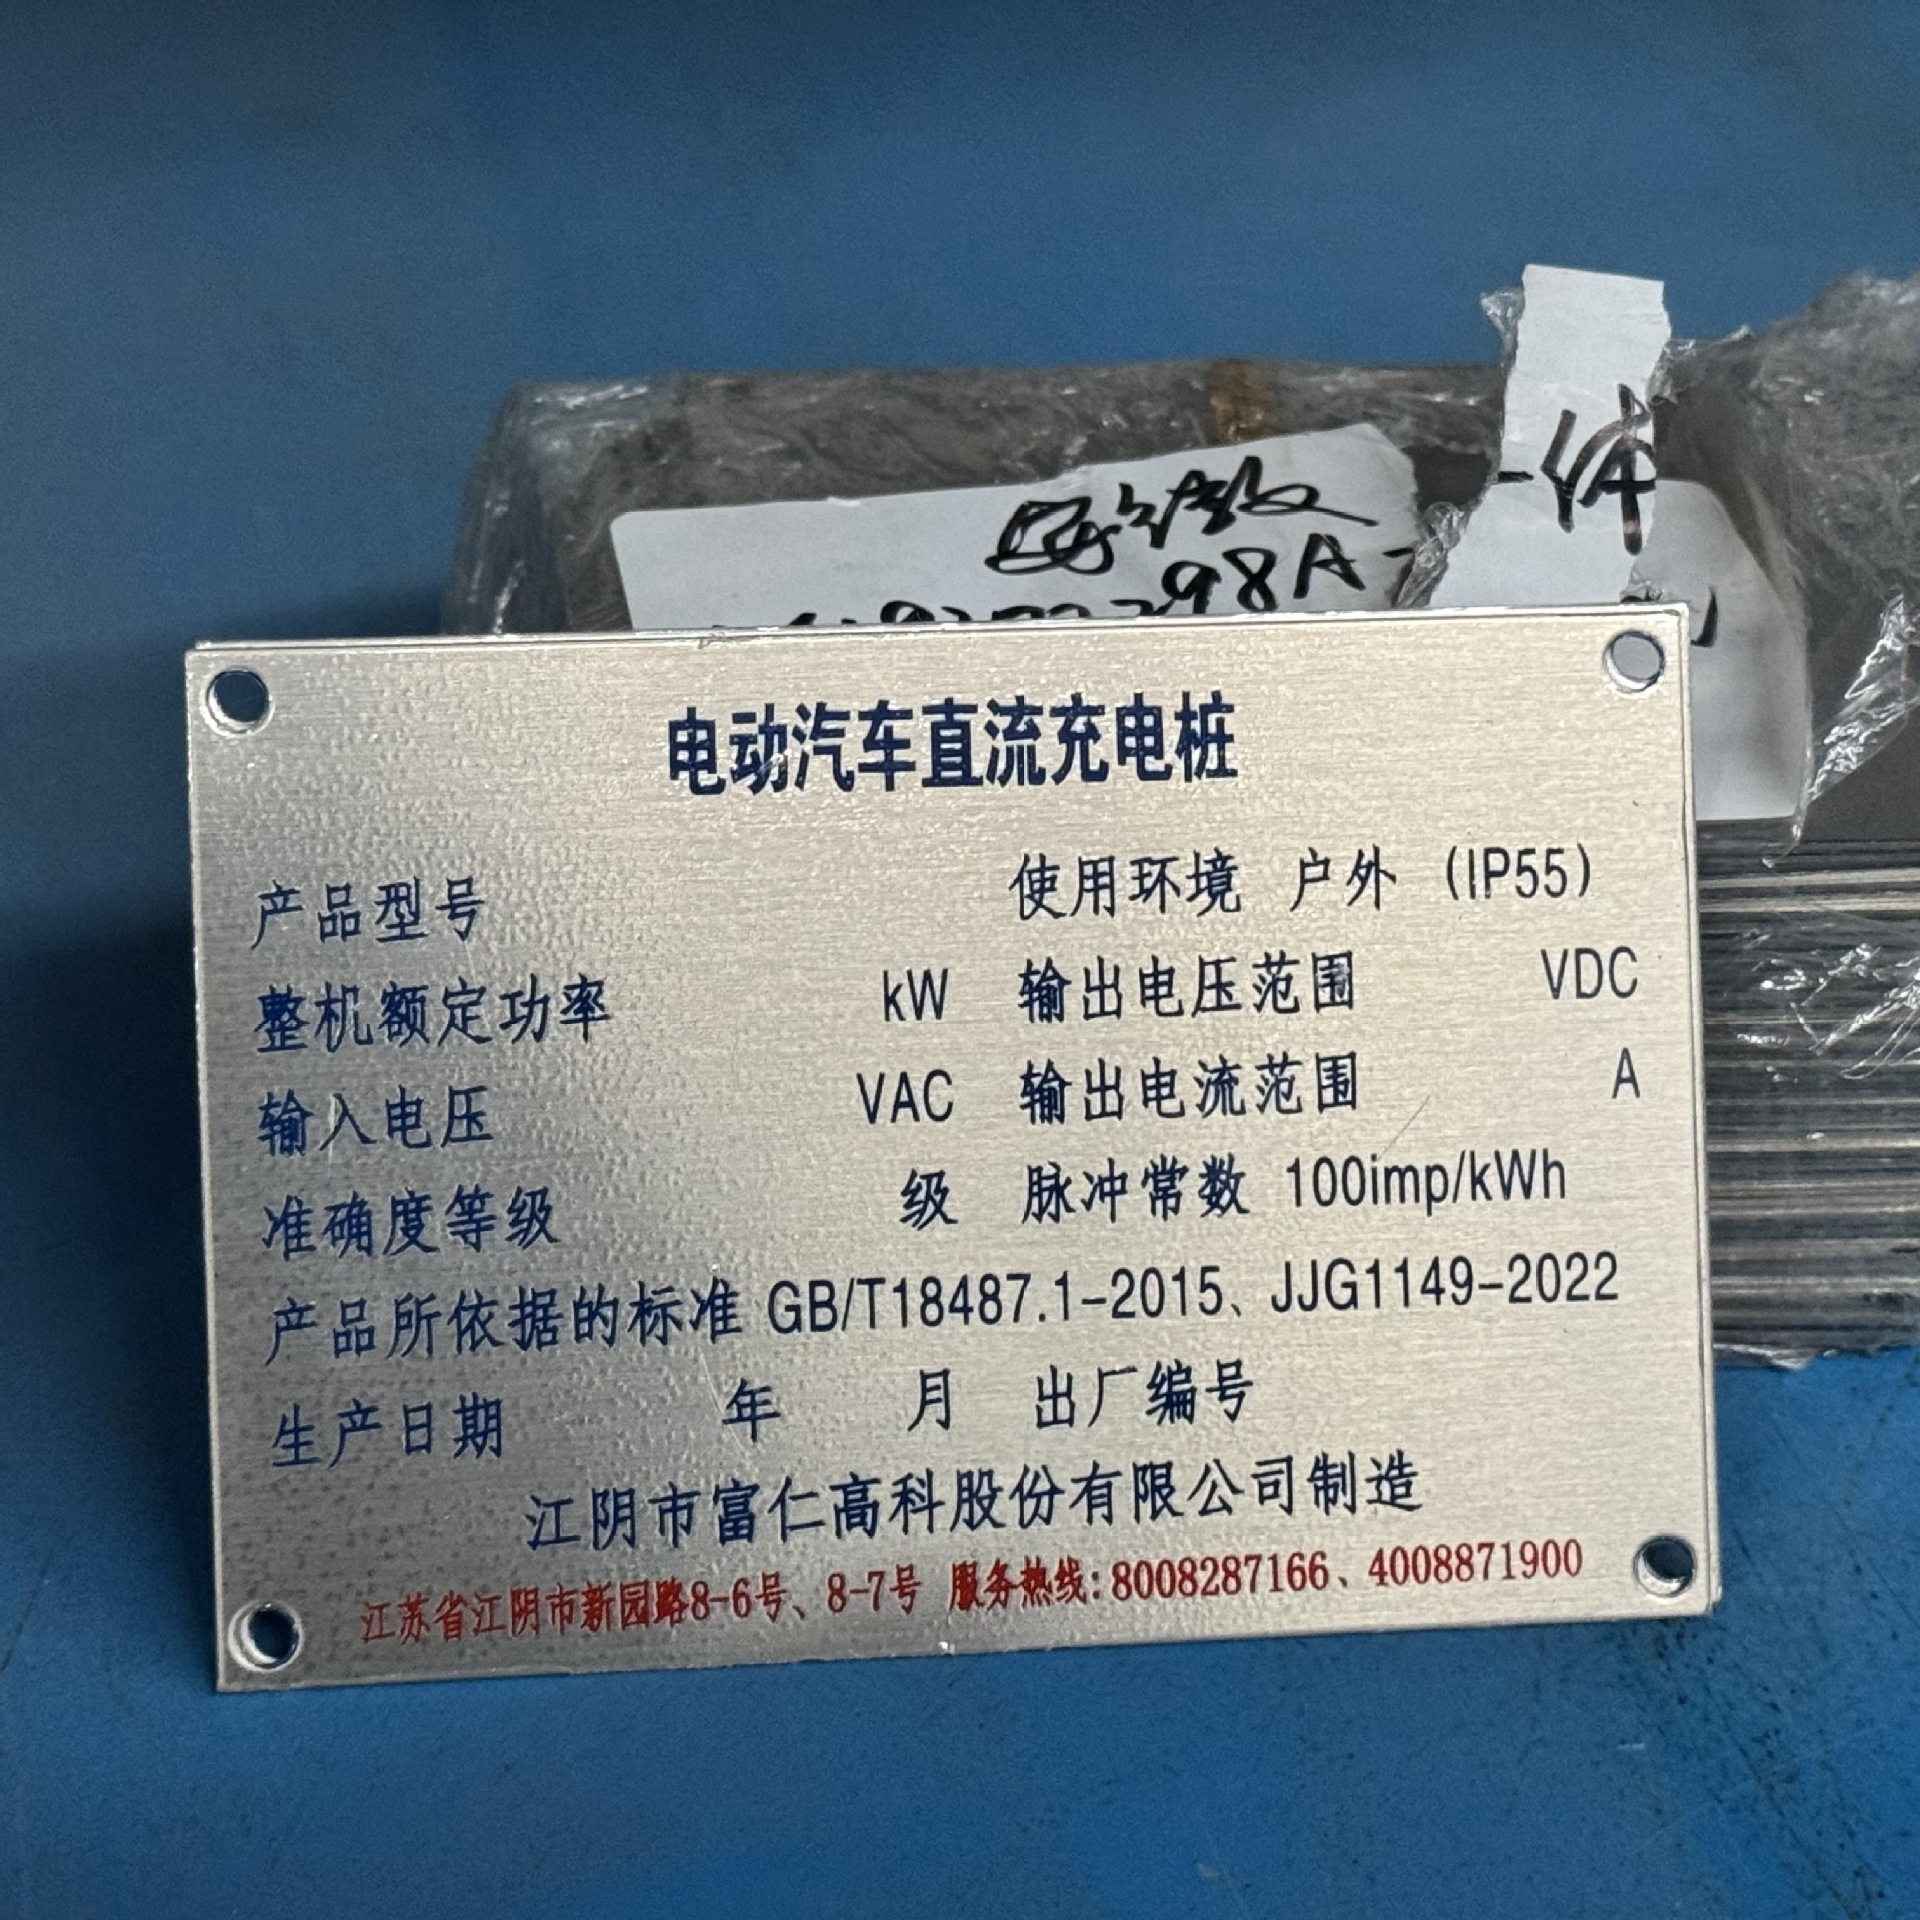 一体
98A
电动汽车直流充电桩
产品型号 使用环境 户外 (IP55)
整机额定功率 kW 输出电压范围 VDC
输入电压 VAC 输出电流范围 A
准确度等级 级 脉冲常数 100imp/kWh
产品所依据的标准 GB/T18487.1-2015、JJG1149-2022
生产日期 年 月 出厂编号
江阴市富仁高科股份有限公司制造
江苏省江阴市新园路8-6号、8-7号 服务热线:8008287166、4008871900